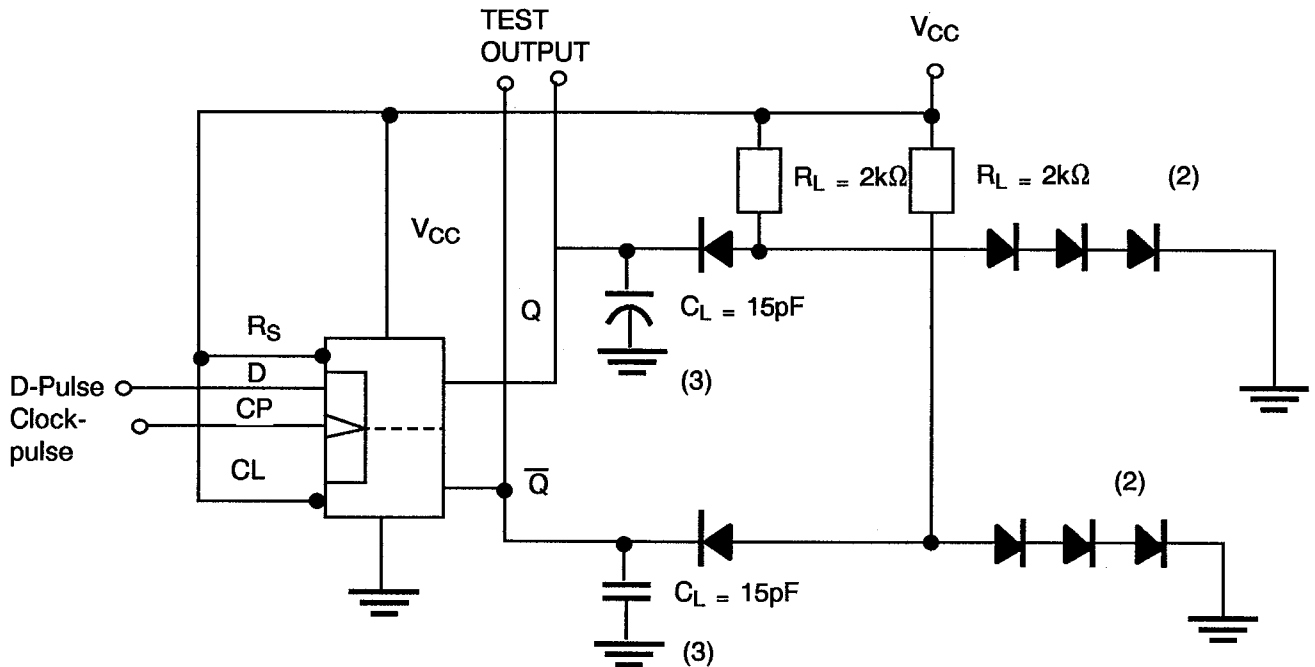 TEST
OUTPUT
VCC
RL = 2kΩ
RL = 2kΩ
(2)
VCC
Q
CL = 15pF
(3)
RS
D-Pulse
D
Clock-
pulse
CP
CL
Q̅
(2)
CL = 15pF
(3)